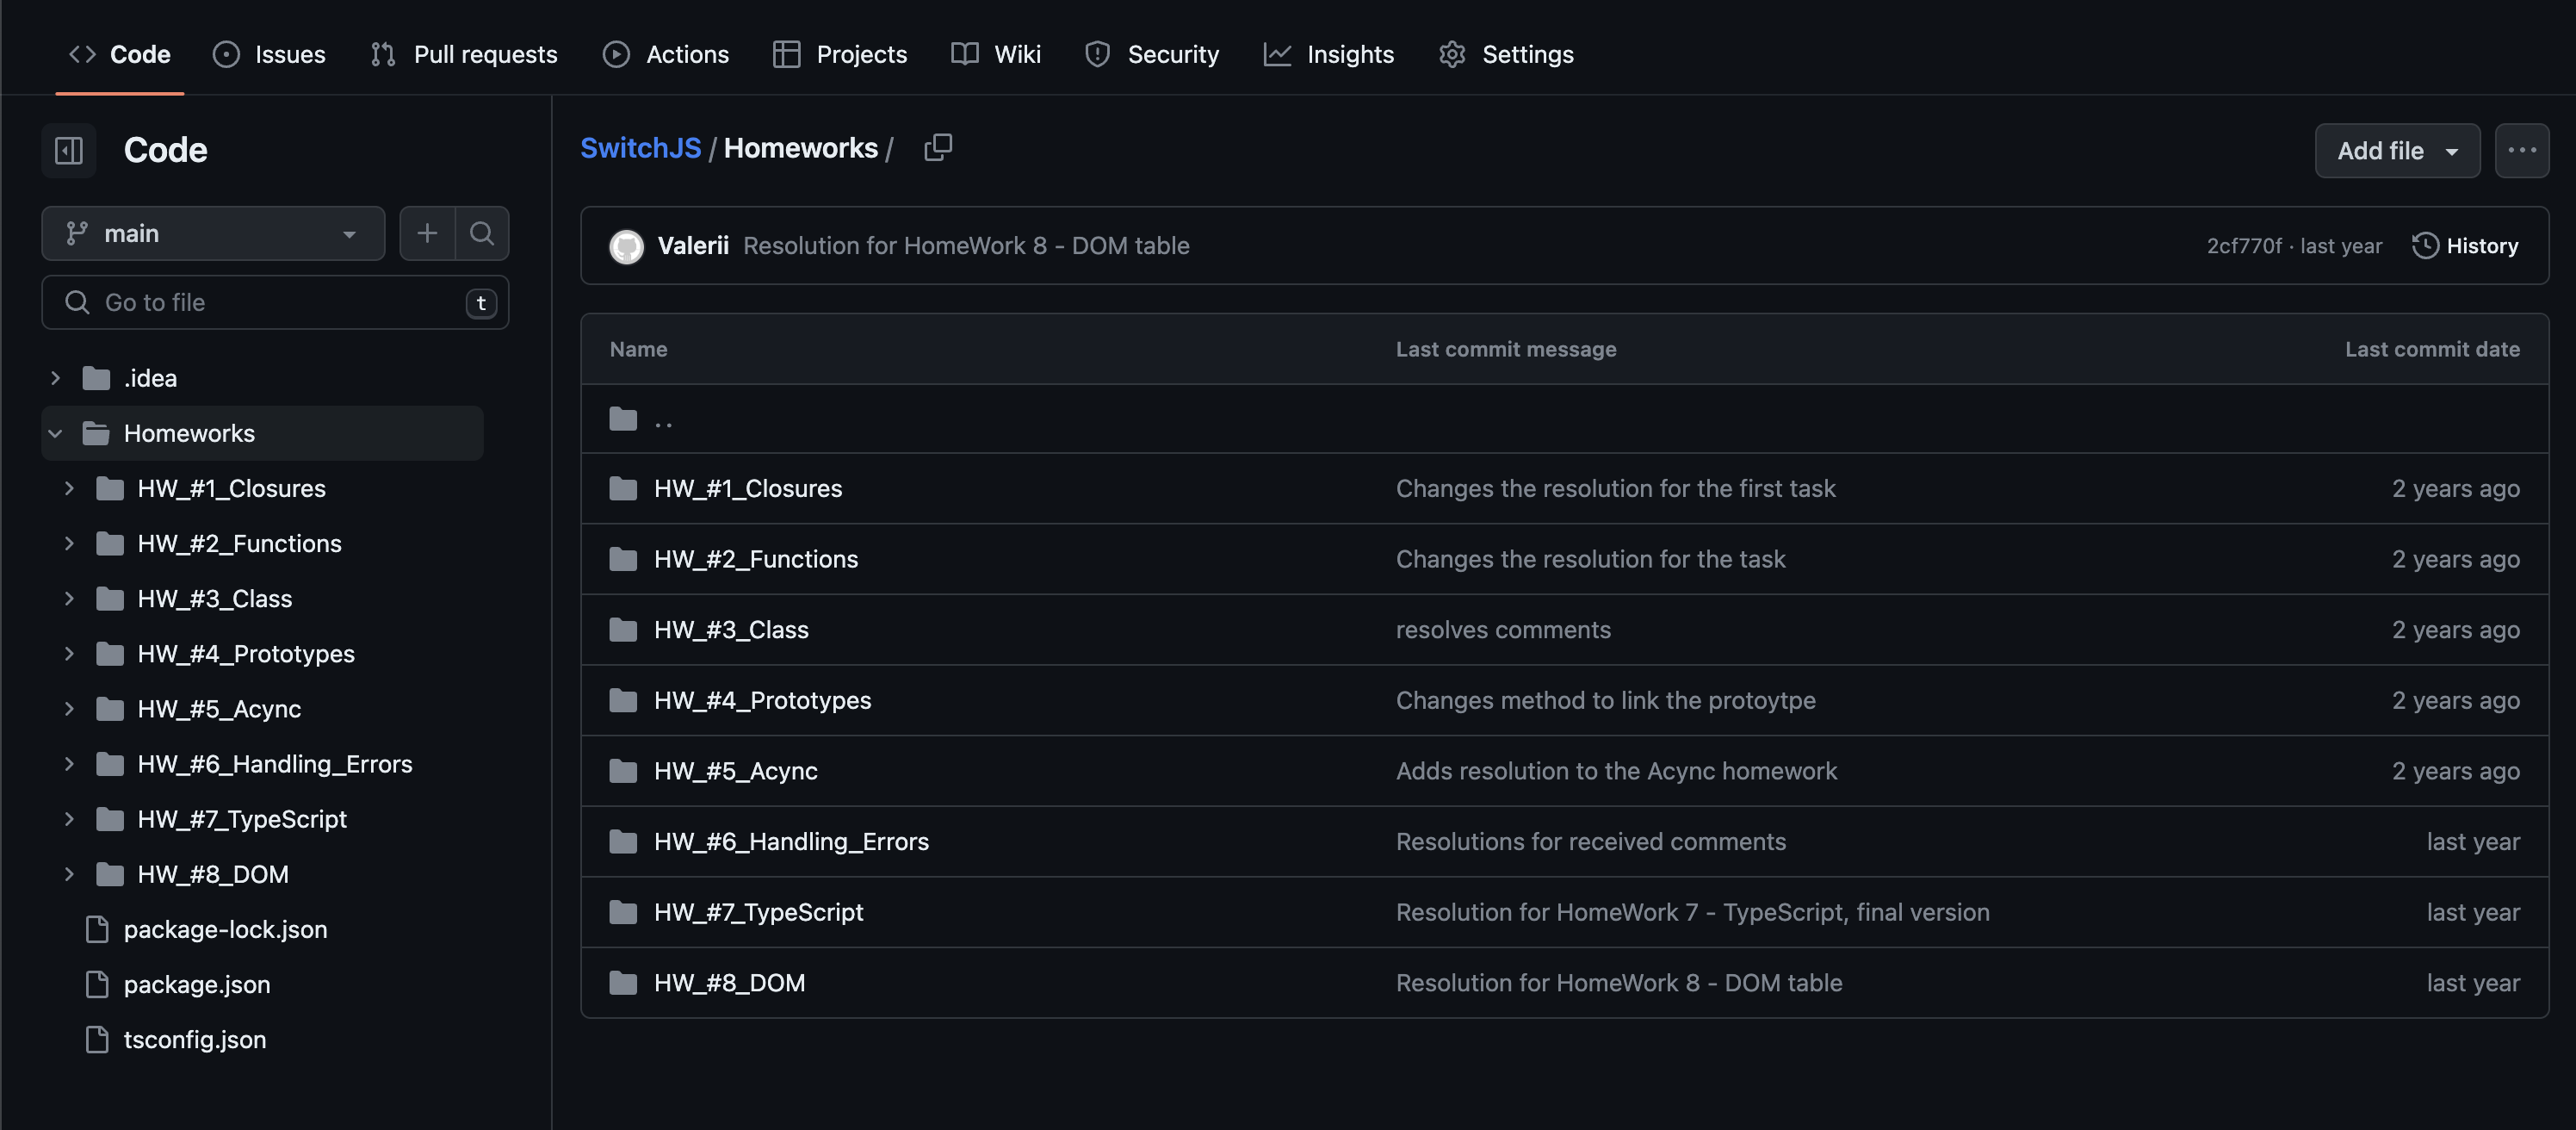 Code Issues Pull requests Actions Projects Wiki Security Insights Settings
Code
main
Go to file t
.idea
Homeworks
HW_#1_Closures
HW_#2_Functions
HW_#3_Class
HW_#4_Prototypes
HW_#5_Acync
HW_#6_Handling_Errors
HW_#7_TypeScript
HW_#8_DOM
package-lock.json
package.json
tsconfig.json
SwitchJS / Homeworks /
Add file
Valerii Resolution for HomeWork 8 - DOM table 2cf770f · last year History
Name Last commit message Last commit date
..
HW_#1_Closures Changes the resolution for the first task 2 years ago
HW_#2_Functions Changes the resolution for the task 2 years ago
HW_#3_Class resolves comments 2 years ago
HW_#4_Prototypes Changes method to link the protoytpe 2 years ago
HW_#5_Acync Adds resolution to the Acync homework 2 years ago
HW_#6_Handling_Errors Resolutions for received comments last year
HW_#7_TypeScript Resolution for HomeWork 7 - TypeScript, final version last year
HW_#8_DOM Resolution for HomeWork 8 - DOM table last year